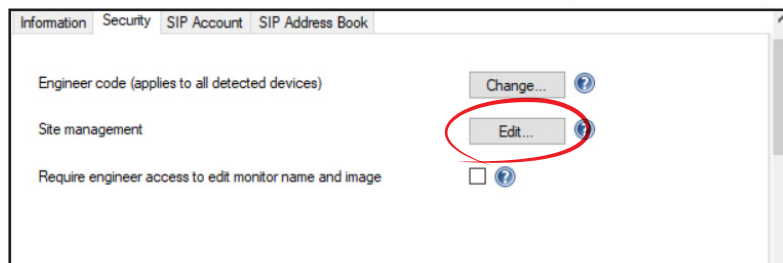 Information Security SIP Account SIP Address Book
Engineer code (applies to all detected devices) Change... ?
Site management Edit... ?
Require engineer access to edit monitor name and image ?